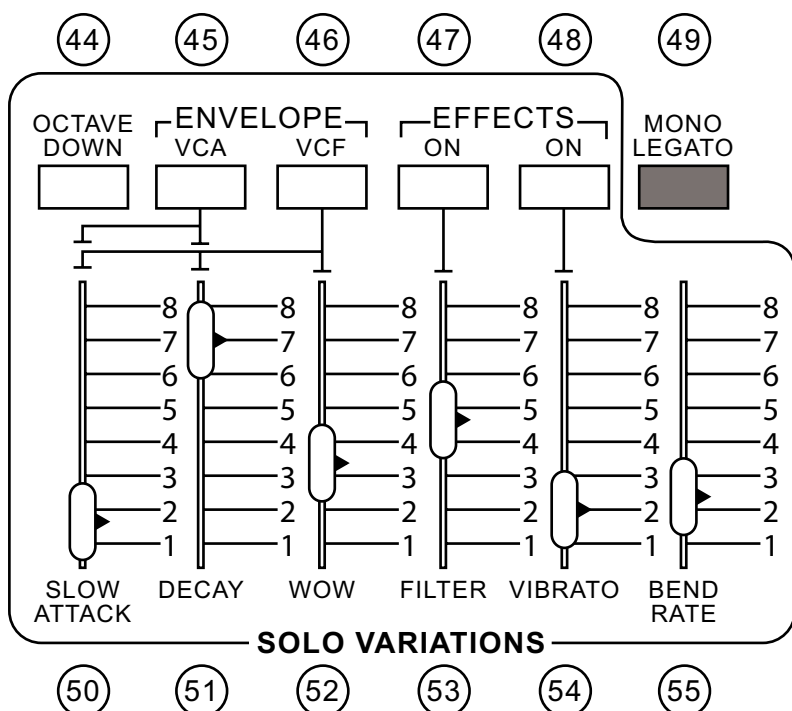 44 45 46 47 48 49
ENVELOPE EFFECTS
OCTAVE DOWN VCA VCF ON ON MONO LEGATO
8 8 8 8 8 8
7 7 7 7 7 7
6 6 6 6 6 6
5 5 5 5 5 5
4 4 4 4 4 4
3 3 3 3 3 3
2 2 2 2 2 2
1 1 1 1 1 1
SLOW ATTACK DECAY WOW FILTER VIBRATO BEND RATE
SOLO VARIATIONS
50 51 52 53 54 55